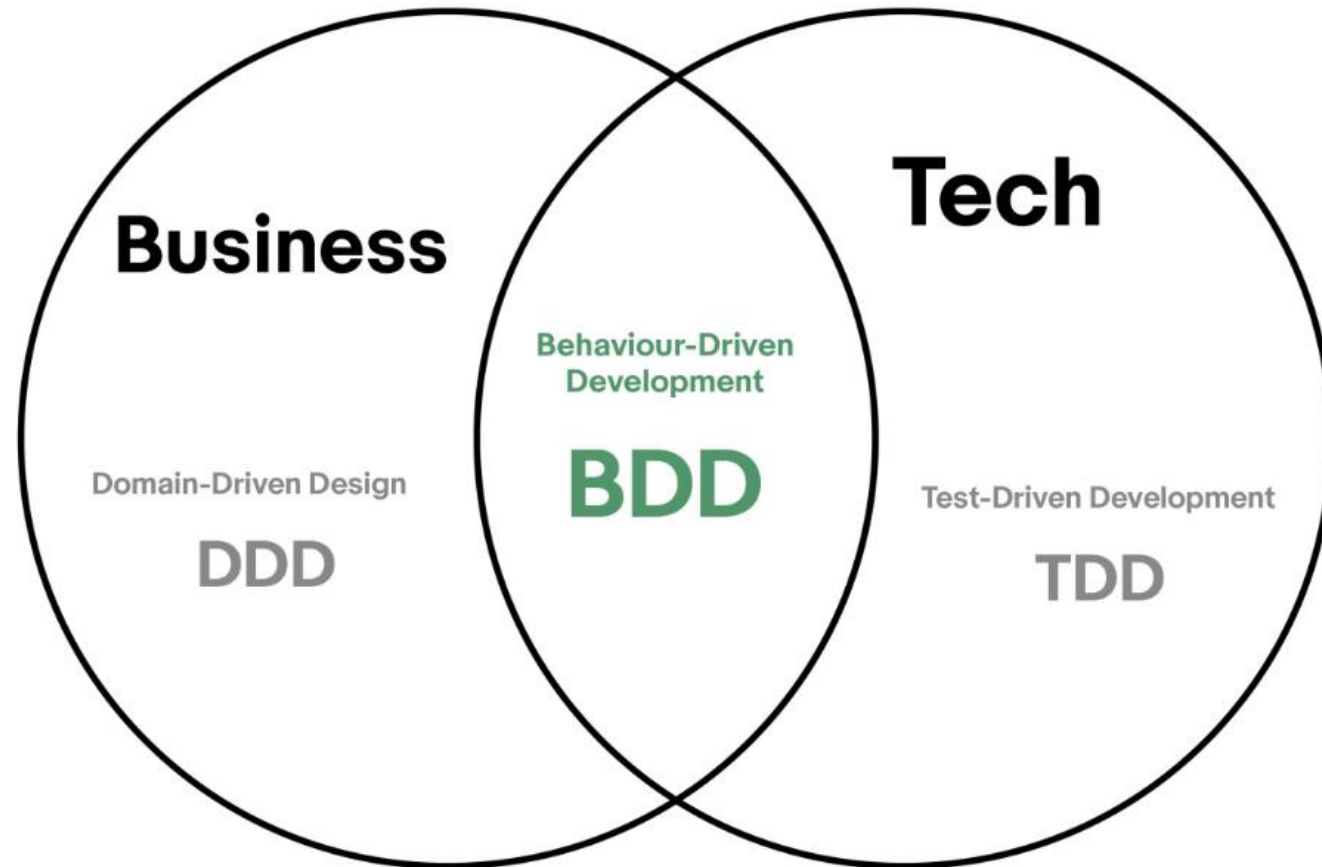 Business
Tech
Behaviour-Driven
Development
BDD
Domain-Driven Design
DDD
Test-Driven Development
TDD